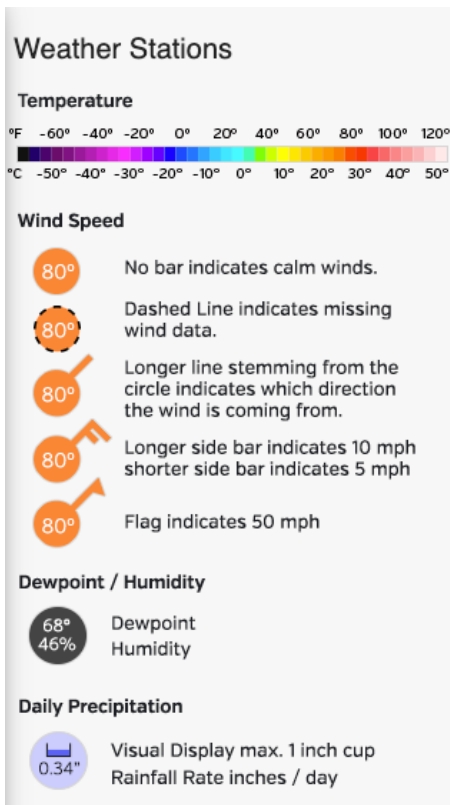 Weather Stations
Temperature
°F -60° -40° -20° 0° 20° 40° 60° 80° 100° 120°
°C -50° -40° -30° -20° -10° 0° 10° 20° 30° 40° 50°
Wind Speed
80° No bar indicates calm winds.
Dashed Line indicates missing
80° wind data.
Longer line stemming from the
80° circle indicates which direction
the wind is coming from.
Longer side bar indicates 10 mph
80° shorter side bar indicates 5 mph
80° Flag indicates 50 mph
Dewpoint / Humidity
68° Dewpoint
46% Humidity
Daily Precipitation
Visual Display max. 1 inch cup
0.34" Rainfall Rate inches / day